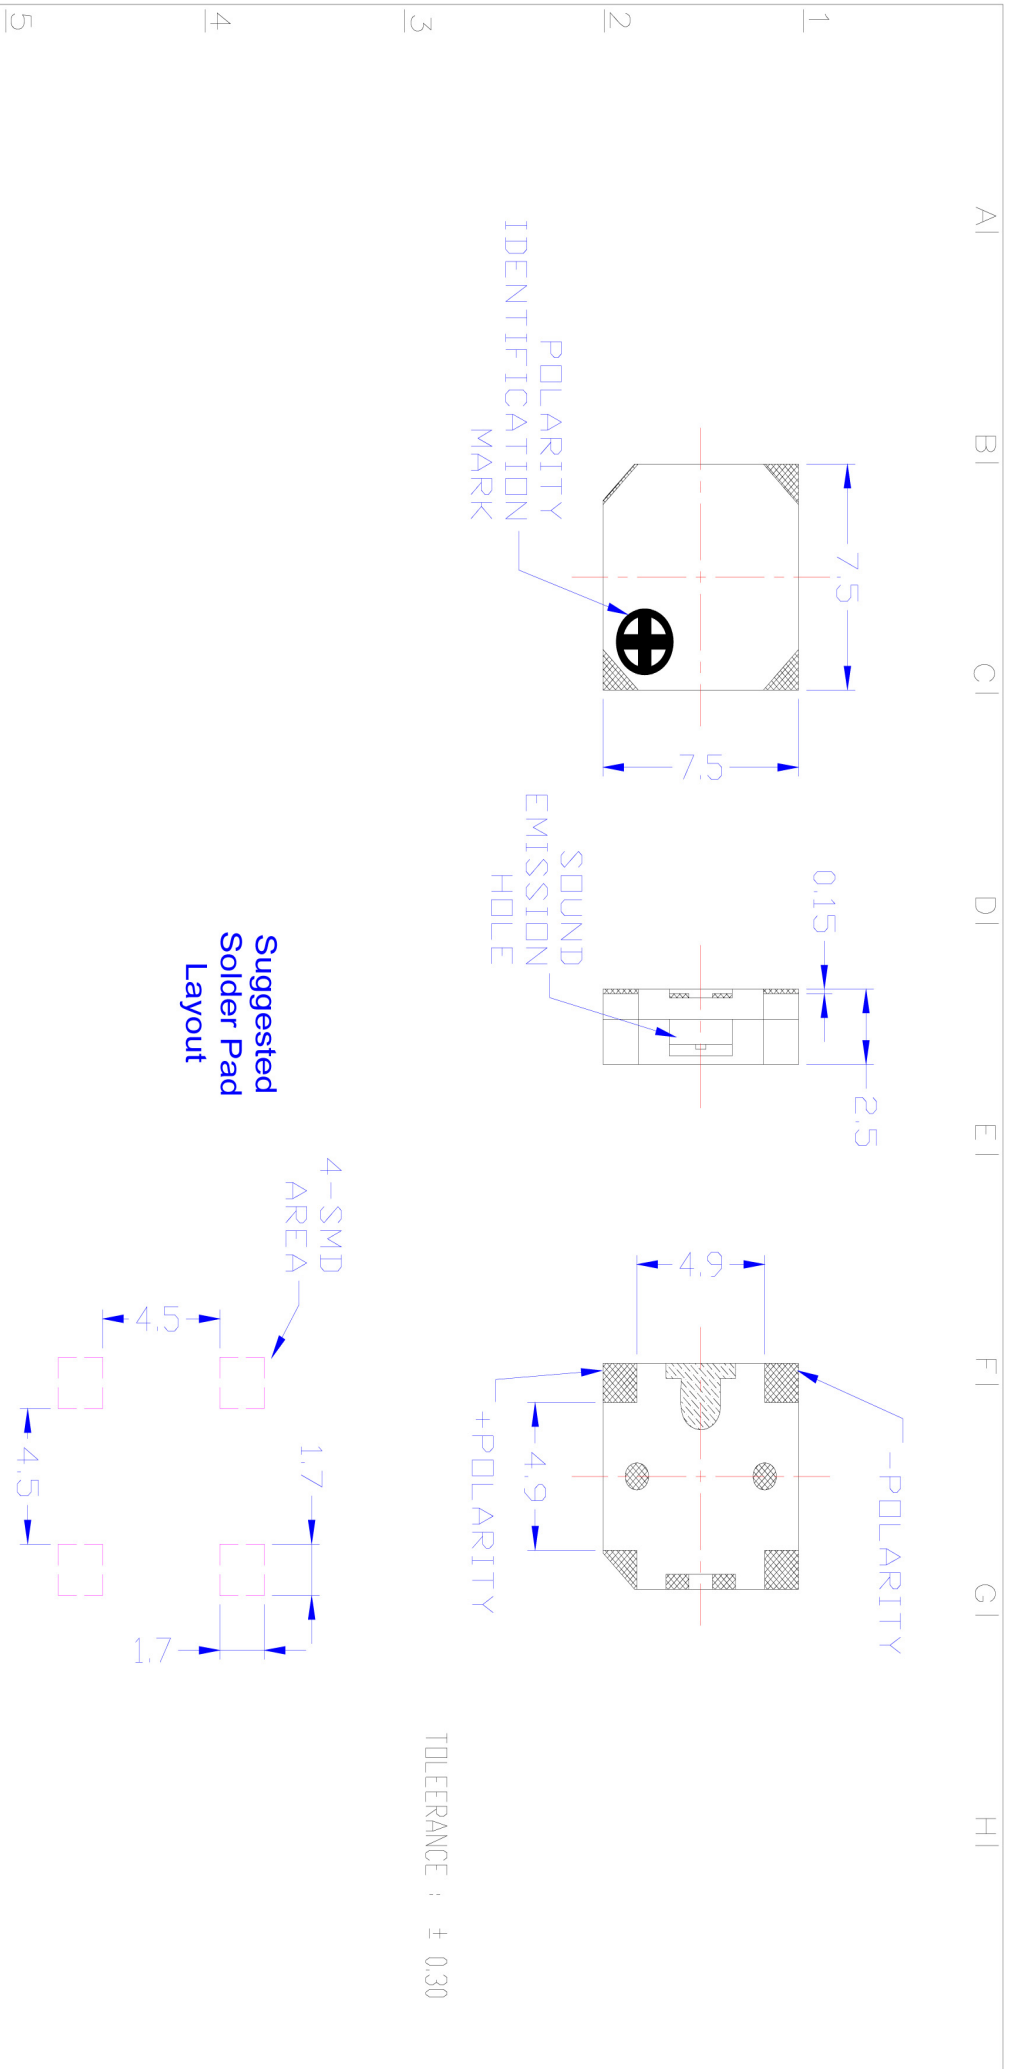 A
B
C
D
E
F
G
H
1
2
3
4
5
7.5
7.5
POLARITY
IDENTIFICATION
MARK
0.15
2.5
SOUND
EMISSION
HOLE
-POLARITY
4.9
4.9
+POLARITY
Suggested
Solder Pad
Layout
4-SMD
AREA
4.5
1.7
4.5
1.7
TOLEERANCE : ± 0.30